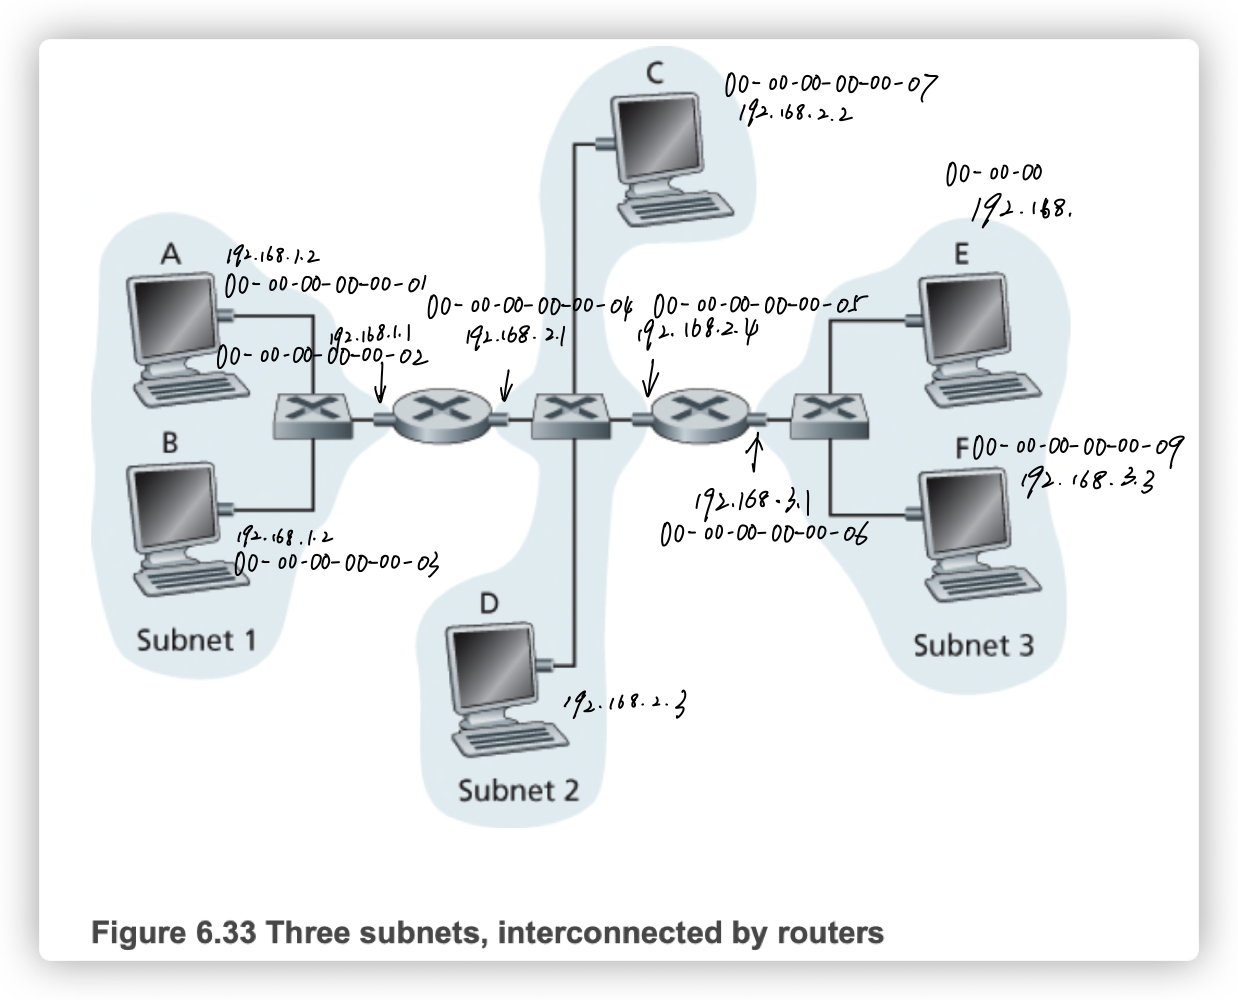 C
00-00-00-00-00-07
192.168.2.2
00-00-00
192.168.
A
192.168.1.2
00-00-00-00-00-01
E
00-00-00-00-00-04
192.168.2.1
00-00-00-00-00-05
192.168.2.4
192.168.1.1
00-00-00-00-00-02
B
192.168.1.2
00-00-00-00-00-03
Subnet 1
F
00-00-00-00-00-09
192.168.3.3
192.168.3.1
00-00-00-00-00-06
Subnet 3
D
192.168.2.3
Subnet 2
Figure 6.33 Three subnets, interconnected by routers